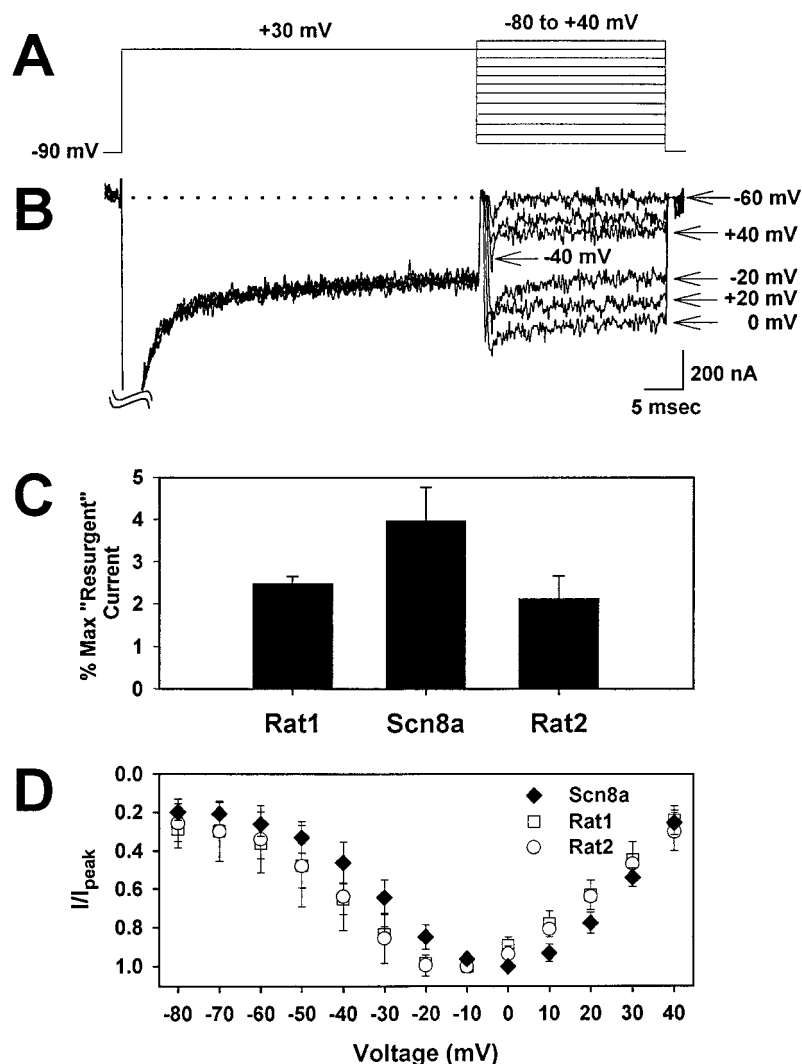 A
+30 mV
-80 to +40 mV
-90 mV
B
-60 mV
+40 mV
-40 mV
-20 mV
+20 mV
0 mV
200 nA
5 msec
C
% Max "Resurgent"
Current
5
4
3
2
1
0
Rat1 Scn8a Rat2
D
I/Ipeak
0.0
0.2
0.4
0.6
0.8
1.0
Scn8a
Rat1
Rat2
-80 -70 -60 -50 -40 -30 -20 -10 0 10 20 30 40
Voltage (mV)